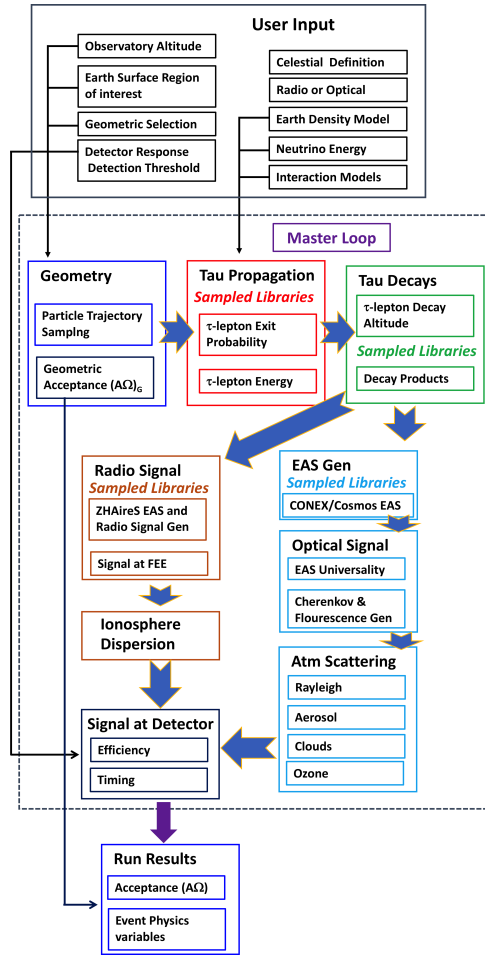 User Input
Observatory Altitude
Earth Surface Region
of interest
Geometric Selection
Detector Response
Detection Threshold
Celestial Definition
Radio or Optical
Earth Density Model
Neutrino Energy
Interaction Models
Master Loop
Geometry
Particle Trajectory
Samplng
Geometric
Acceptance (AΩ)G
Tau Propagation
Sampled Libraries
τ-lepton Exit
Probability
τ-lepton Energy
Tau Decays
τ-lepton Decay
Altitude
Sampled Libraries
Decay Products
Radio Signal
Sampled Libraries
ZHAireS EAS and
Radio Signal Gen
Signal at FEE
EAS Gen
Sampled Libraries
CONEX/Cosmos EAS
Optical Signal
EAS Universality
Cherenkov &
Flourescence Gen
Ionosphere
Dispersion
Atm Scattering
Rayleigh
Aerosol
Clouds
Ozone
Signal at Detector
Efficiency
Timing
Run Results
Acceptance (AΩ)
Event Physics
variables